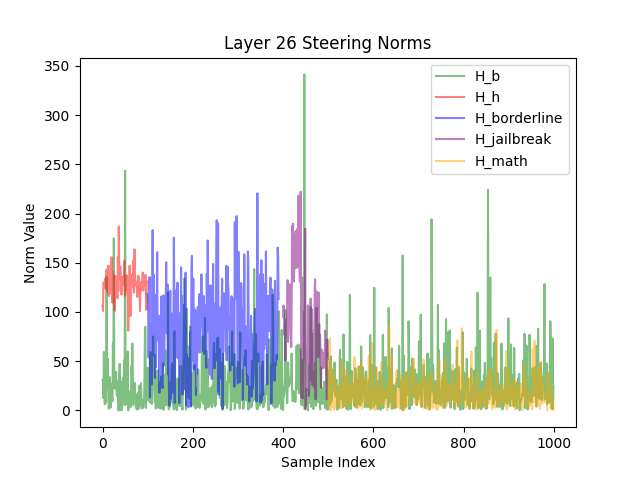 Layer 26 Steering Norms
Norm Value
350
300
250
200
150
100
50
0
H_b
H_h
H_borderline
H_jailbreak
H_math
0 200 400 600 800 1000
Sample Index